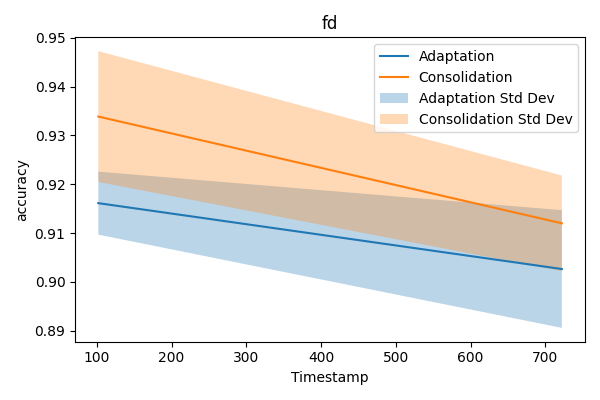 fd
0.95
0.94
0.93
0.92
0.91
0.90
0.89
accuracy
Adaptation
Consolidation
Adaptation Std Dev
Consolidation Std Dev
100 200 300 400 500 600 700
Timestamp